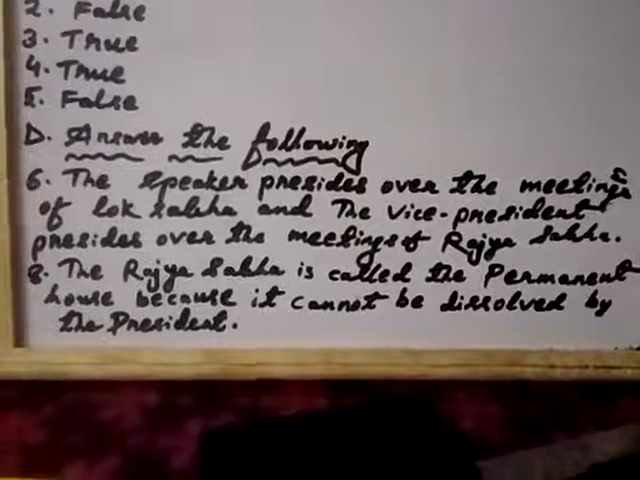 2. False
3. True
4. True
5. False
D. Answer the following
6. The Speaker presides over the meetings
of lok sabha and The Vice-president
presides over the meetings of Rajya Sabha.
8. The Rajya Sabha is called the Permanent
house because it cannot be dissolved by
the President.